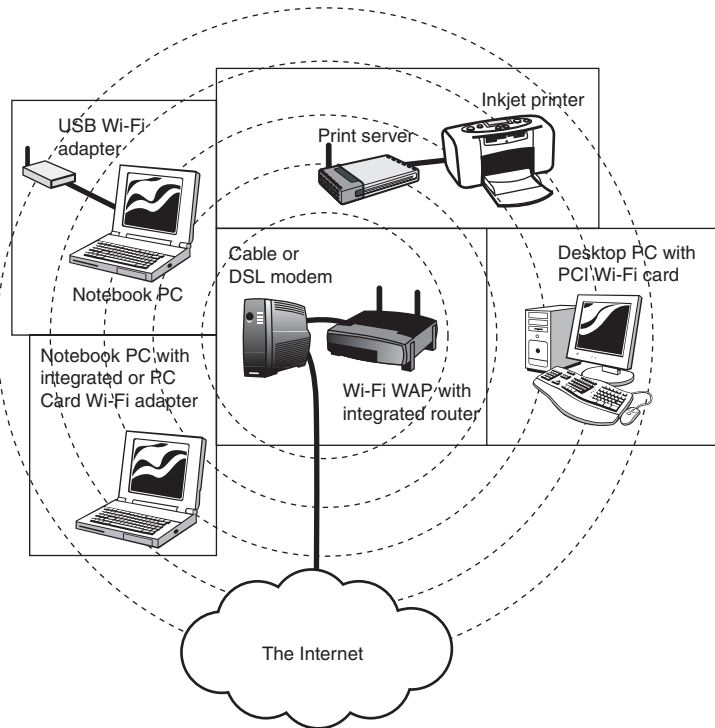 Inkjet printer
USB Wi-Fi
adapter
Print server
Notebook PC
Cable or
DSL modem
Desktop PC with
PCI Wi-Fi card
Notebook PC with
integrated or PC
Card Wi-Fi adapter
Wi-Fi WAP with
integrated router
The Internet